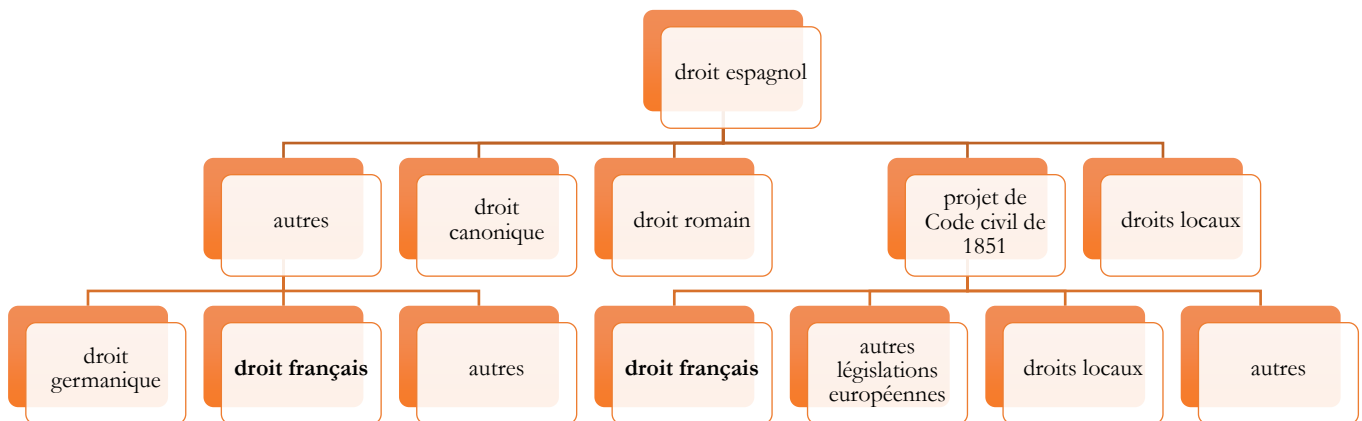 droit espagnol
autres
droit
canonique
droit romain
projet de
Code civil de
1851
droits locaux
droit
germanique
droit français
autres
droit français
autres
législations
européennes
droits locaux
autres